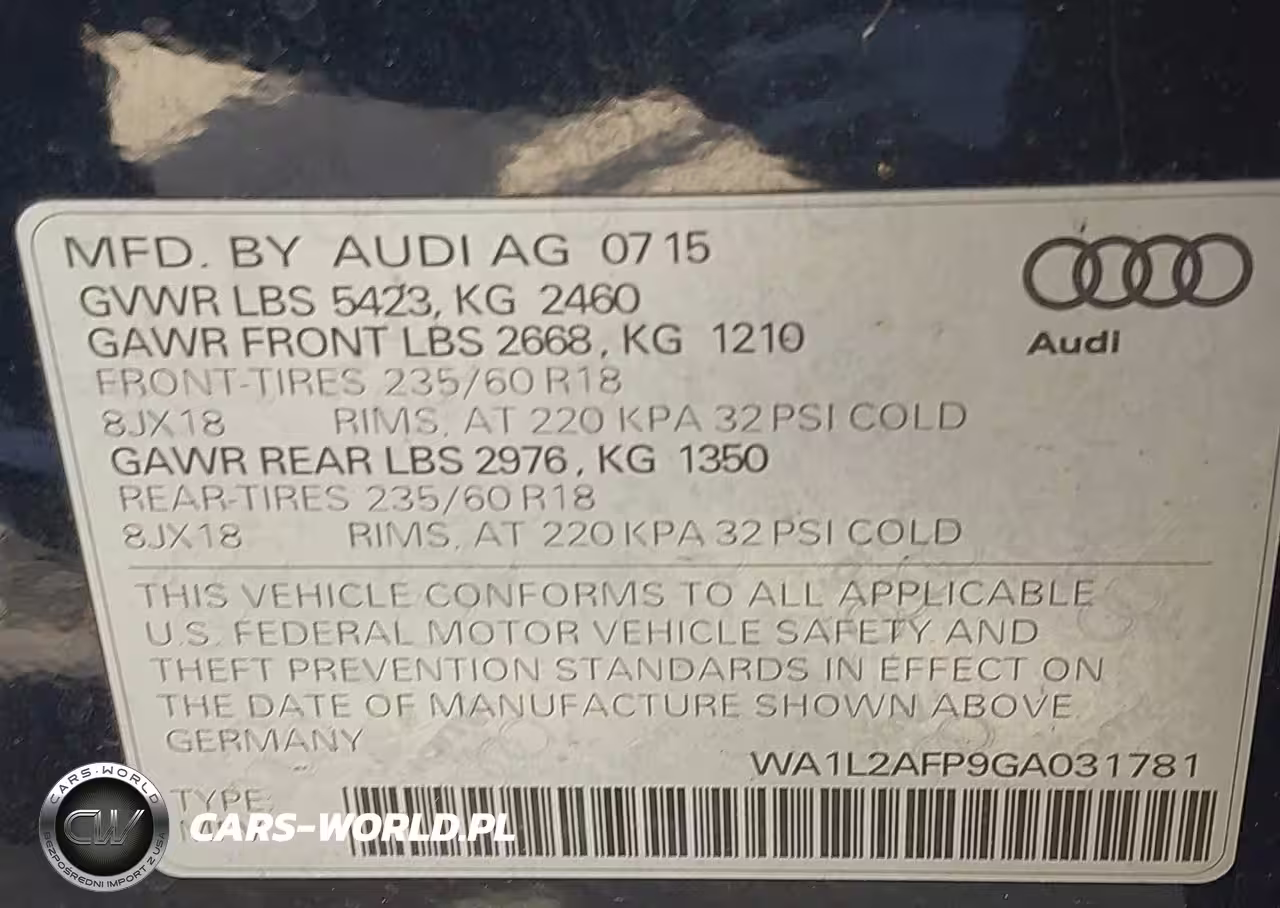 MFD. BY AUDI AG 07 15
GVWR LBS 5423, KG 2460
GAWR FRONT LBS 2668, KG 1210
FRONT-TIRES 235/60 R18
8JX18 RIMS, AT 220 KPA 32 PSI COLD
GAWR REAR LBS 2976, KG 1350
REAR-TIRES 235/60 R18
8JX18 RIMS, AT 220 KPA 32 PSI COLD
Audi
THIS VEHICLE CONFORMS TO ALL APPLICABLE
U.S. FEDERAL MOTOR VEHICLE SAFETY AND
THEFT PREVENTION STANDARDS IN EFFECT ON
THE DATE OF MANUFACTURE SHOWN ABOVE
GERMANY
WA1L2AFP9GA031781
TYPE:
CARS-WORLD.PL
CARS-WORLD
CW
BEZPOŚREDNI IMPORT Z USA